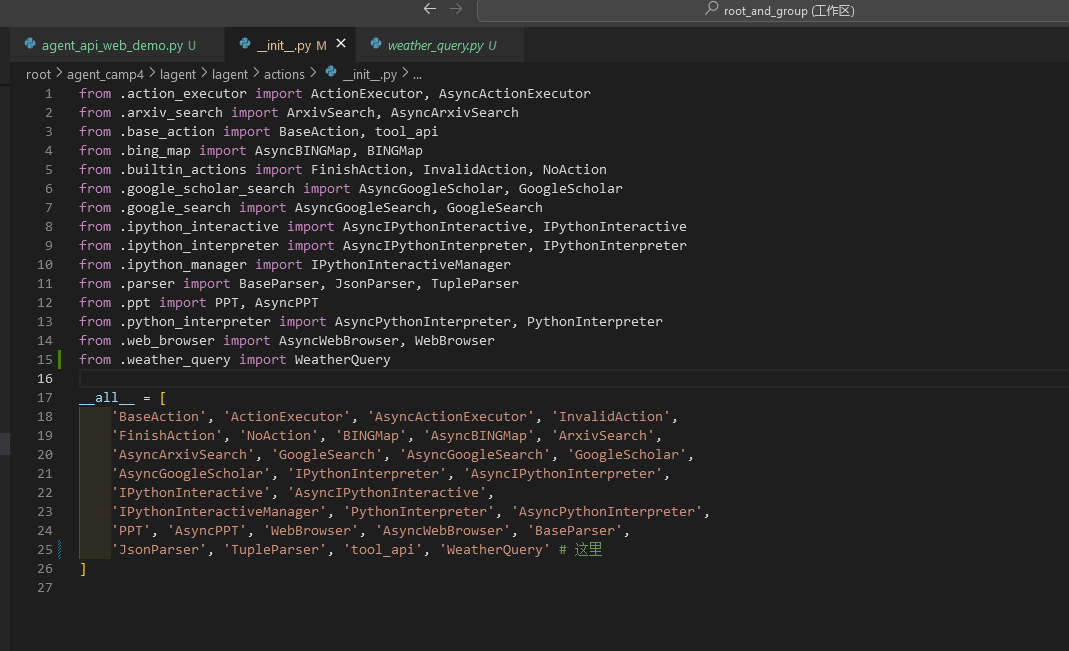 root_and_group (工作区)
agent_api_web_demo.py U
__init__.py M
weather_query.py U
root > agent_camp4 > lagent > lagent > actions > __init__.py > ...
1 from .action_executor import ActionExecutor, AsyncActionExecutor
2 from .arxiv_search import ArxivSearch, AsyncArxivSearch
3 from .base_action import BaseAction, tool_api
4 from .bing_map import AsyncBINGMap, BINGMap
5 from .builtin_actions import FinishAction, InvalidAction, NoAction
6 from .google_scholar_search import AsyncGoogleScholar, GoogleScholar
7 from .google_search import AsyncGoogleSearch, GoogleSearch
8 from .ipython_interactive import AsyncIPythonInteractive, IPythonInteractive
9 from .ipython_interpreter import AsyncIPythonInterpreter, IPythonInterpreter
10 from .ipython_manager import IPythonInteractiveManager
11 from .parser import BaseParser, JsonParser, TupleParser
12 from .ppt import PPT, AsyncPPT
13 from .python_interpreter import AsyncPythonInterpreter, PythonInterpreter
14 from .web_browser import AsyncWebBrowser, WebBrowser
15 from .weather_query import WeatherQuery
16
17 __all__ = [
18 'BaseAction', 'ActionExecutor', 'AsyncActionExecutor', 'InvalidAction',
19 'FinishAction', 'NoAction', 'BINGMap', 'AsyncBINGMap', 'ArxivSearch',
20 'AsyncArxivSearch', 'GoogleSearch', 'AsyncGoogleSearch', 'GoogleScholar',
21 'AsyncGoogleScholar', 'IPythonInterpreter', 'AsyncIPythonInterpreter',
22 'IPythonInteractive', 'AsyncIPythonInteractive',
23 'IPythonInteractiveManager', 'PythonInterpreter', 'AsyncPythonInterpreter',
24 'PPT', 'AsyncPPT', 'WebBrowser', 'AsyncWebBrowser', 'BaseParser',
25 'JsonParser', 'TupleParser', 'tool_api', 'WeatherQuery' # 这里
26 ]
27